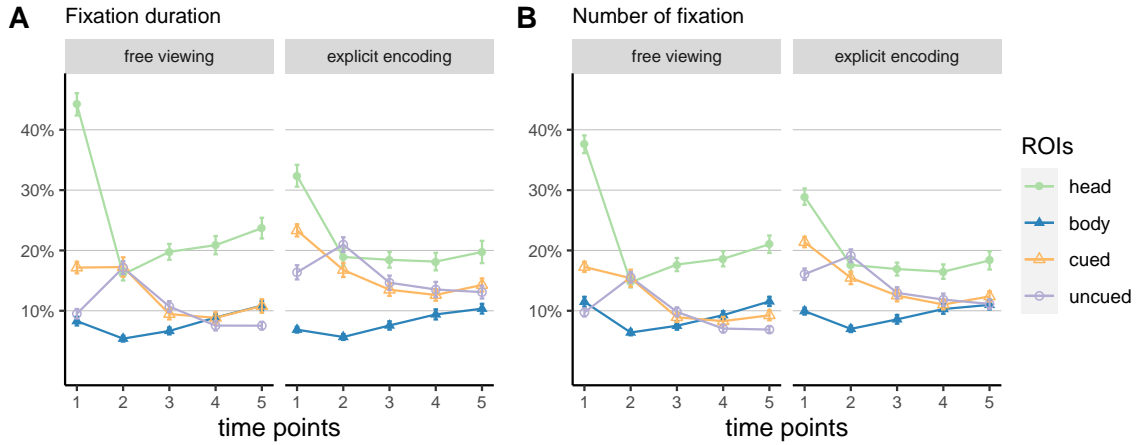 A Fixation duration
free viewing explicit encoding
40%
30%
20%
10%
1 2 3 4 5 1 2 3 4 5
time points
B Number of fixation
free viewing explicit encoding
40%
30%
20%
10%
1 2 3 4 5 1 2 3 4 5
time points
ROIs
head
body
cued
uncued